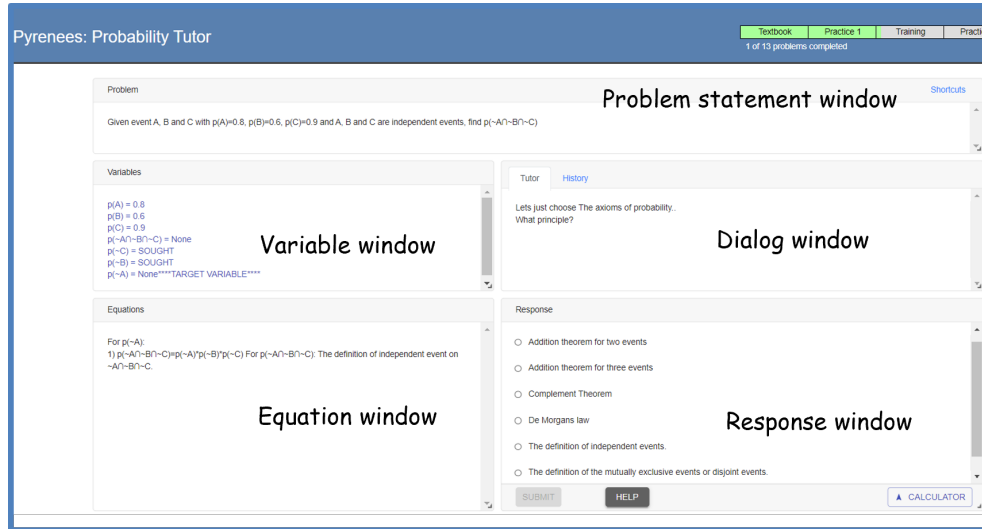 Pyrenees: Probability Tutor
Textbook Practice 1 Training
1 of 13 problems completed
Problem
Shortcuts
Problem statement window
Given event A, B and C with p(A)=0.8, p(B)=0.6, p(C)=0.9 and A, B and C are independent events, find p(~A∩~B∩~C)
Variables
p(A) = 0.8
p(B) = 0.6
p(C) = 0.9
p(~A∩~B∩~C) = None
p(~C) = SOUGHT
p(~B) = SOUGHT
p(~A) = None****TARGET VARIABLE****
Variable window
Tutor History
Lets just choose The axioms of probability..
What principle?
Dialog window
Equations
For p(~A):
1) p(~A∩~B∩~C)=p(~A)*p(~B)*p(~C) For p(~A∩~B∩~C): The definition of independent event on
~A∩~B∩~C.
Equation window
Response
Addition theorem for two events
Addition theorem for three events
Complement Theorem
De Morgans law
The definition of independent events.
The definition of the mutually exclusive events or disjoint events.
Response window
SUBMIT HELP CALCULATOR